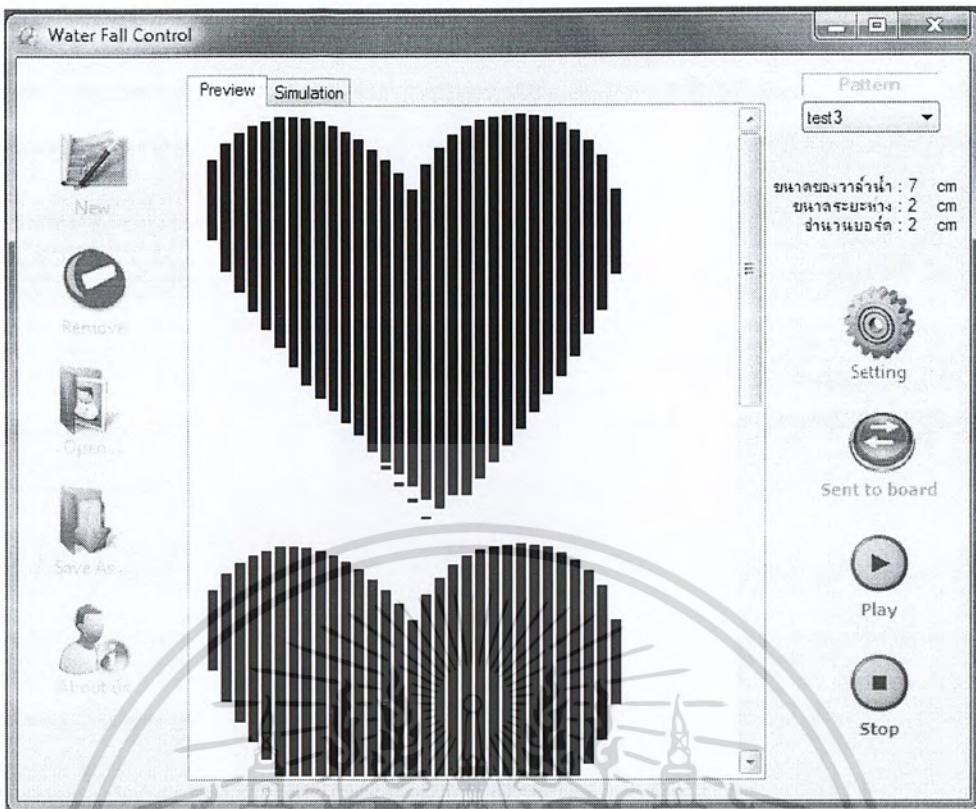 Water Fall Control
Preview
Simulation
Pattern
test3
New
ขนาดของวาล์วน้ำ : 7 cm
ขนาดระยะห่าง : 2 cm
จำนวนบอร์ด : 2 cm
Remove
Setting
Open ...
Sent to board
Save As ...
Play
About us
Stop